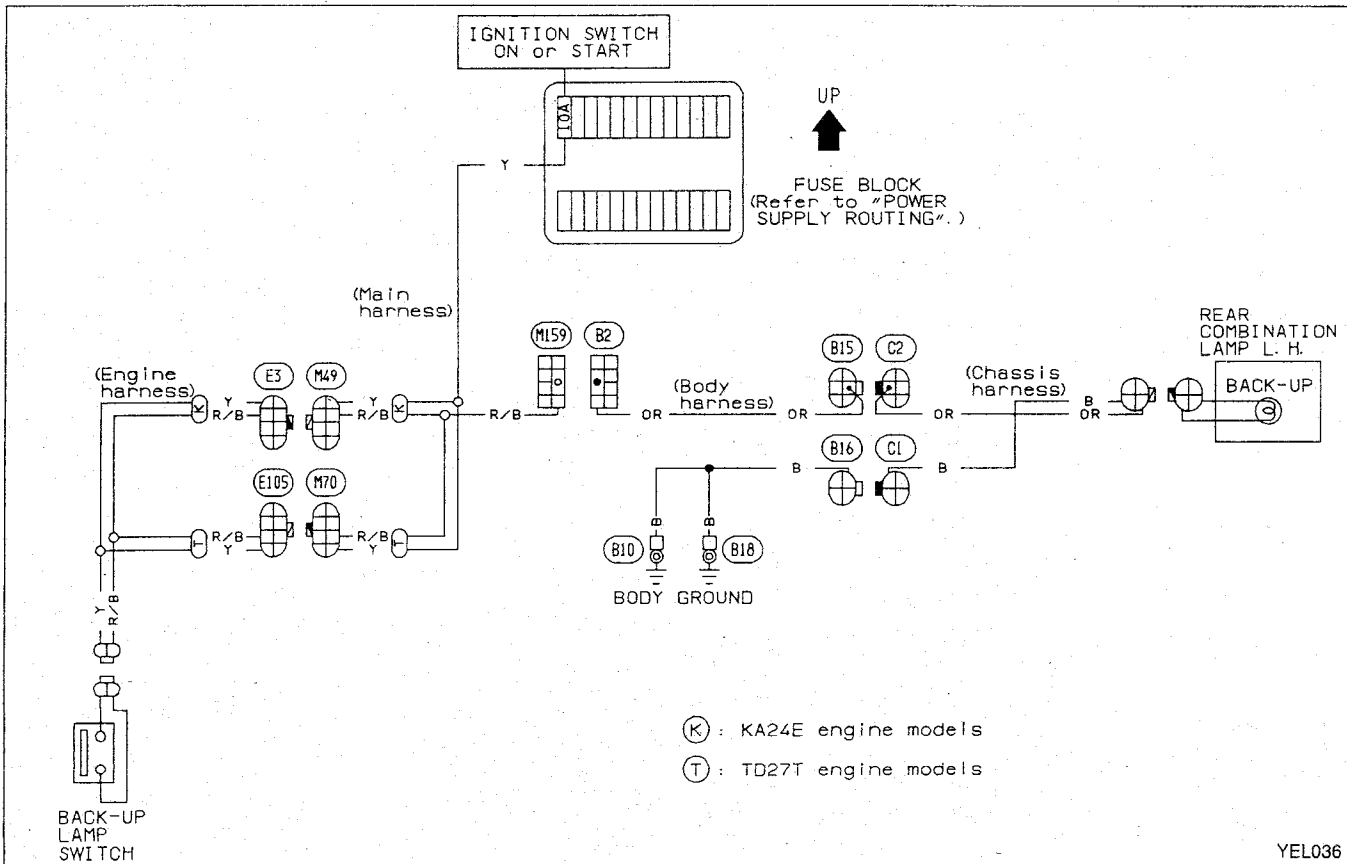 IGNITION SWITCH
ON or START
10A
UP
Y
FUSE BLOCK
(Refer to "POWER
SUPPLY ROUTING".)
(Main
harness)
M159
B2
B15
C2
REAR
COMBINATION
LAMP L. H.
(Engine
harness)
E3
M49
(Body
harness)
(Chassis
harness)
BACK-UP
K
Y
Y
K
B
R/B
R/B
R/B
OR
OR
OR
OR
B16
C1
E105
M70
B
B
T
R/B
R/B
T
Y
Y
B
B
B10
B18
BODY GROUND
Y
R/B
K : KA24E engine models
T : TD27T engine models
BACK-UP
LAMP
SWITCH
YEL036